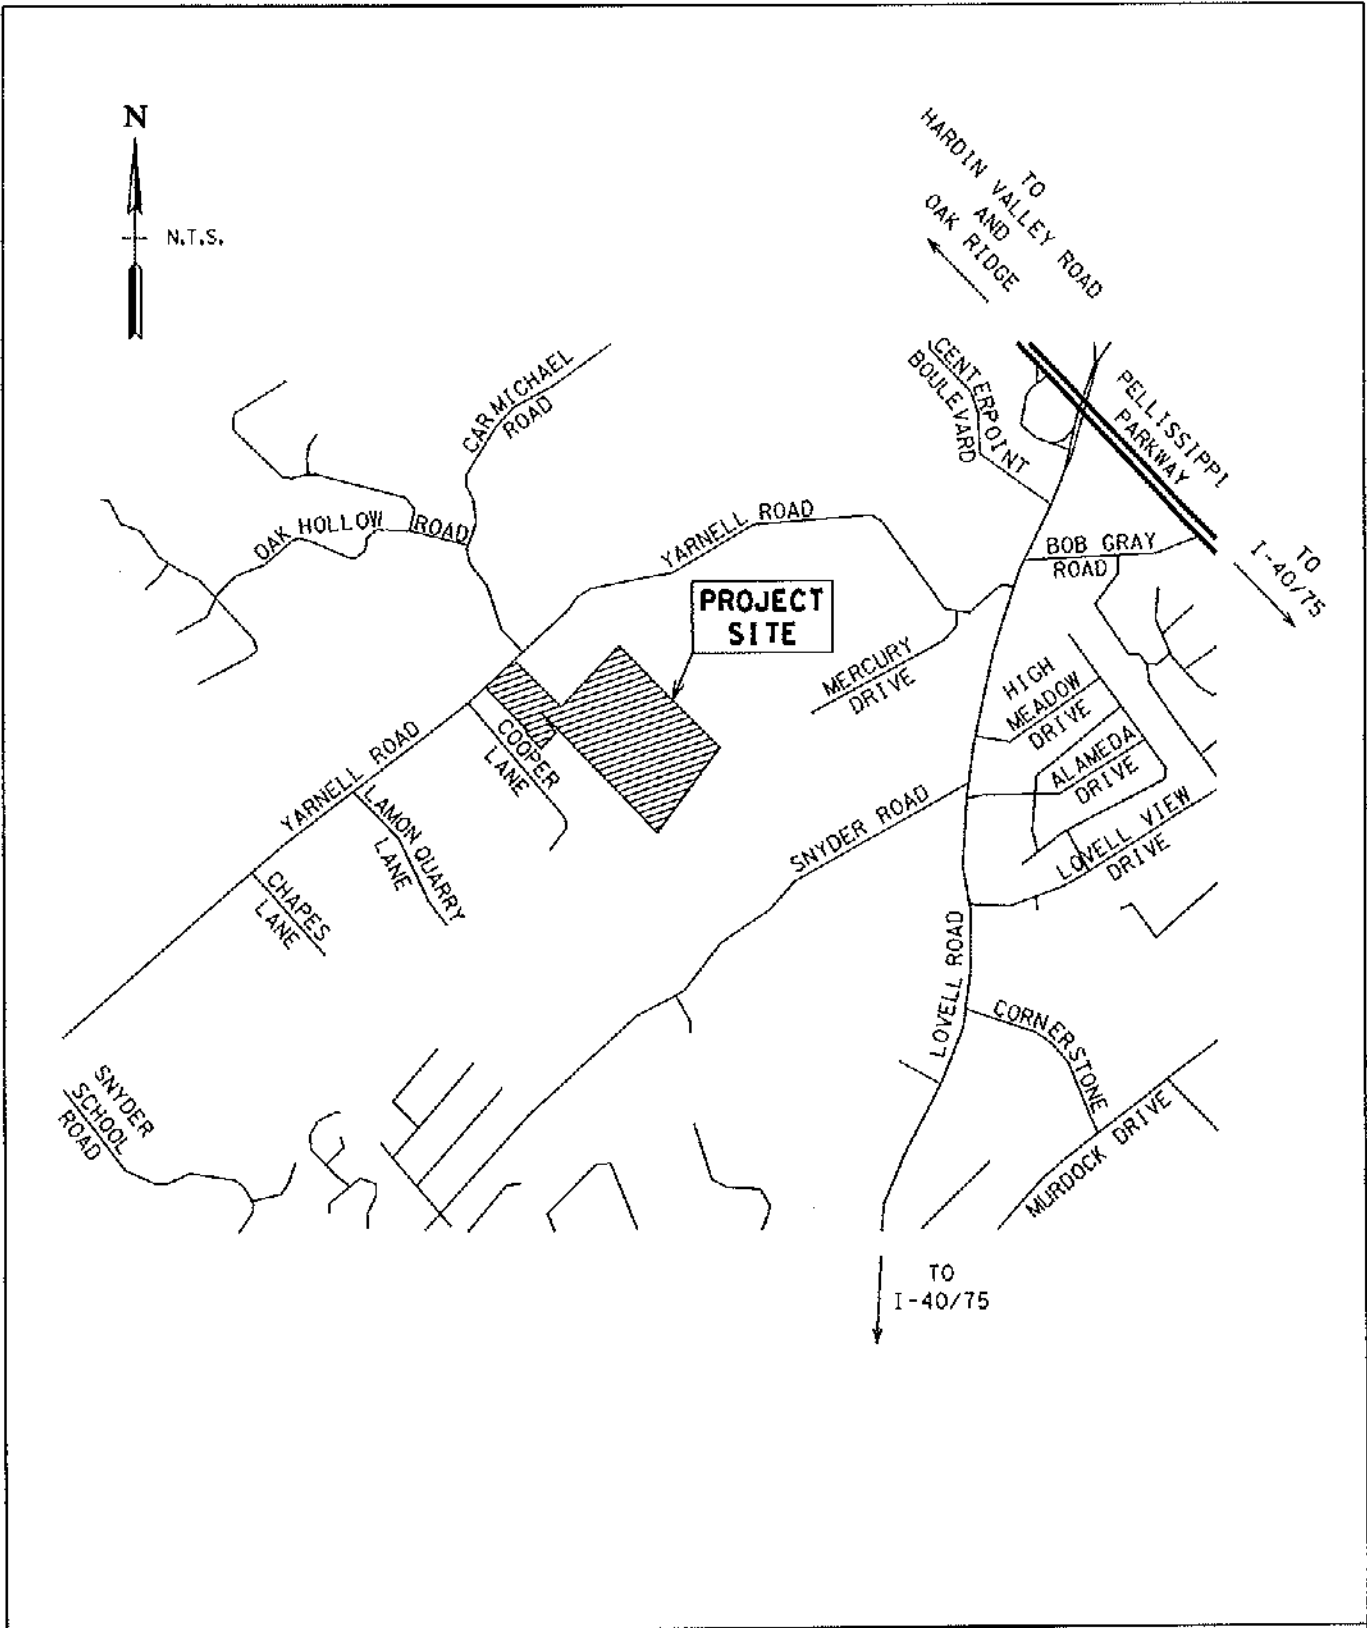 N
N.T.S.
TO
HARDIN VALLEY ROAD
AND
OAK RIDGE
CENTERPOINT
BOULEVARD
PELLISSIPPI
PARKWAY
CARMICHAEL
ROAD
OAK HOLLOW ROAD
YARNELL ROAD
BOB GRAY
ROAD
TO
I-40/75
PROJECT
SITE
MERCURY
DRIVE
HIGH
MEADOW
DRIVE
ALAMEDA
DRIVE
COOPER
LANE
YARNELL ROAD
LAMON QUARRY
LANE
SNYDER ROAD
LOVELL VIEW
DRIVE
CHAPES
LANE
LOVELL ROAD
CORNERSTONE
SNYDER
SCHOOL
ROAD
MURDOCK DRIVE
TO
I-40/75